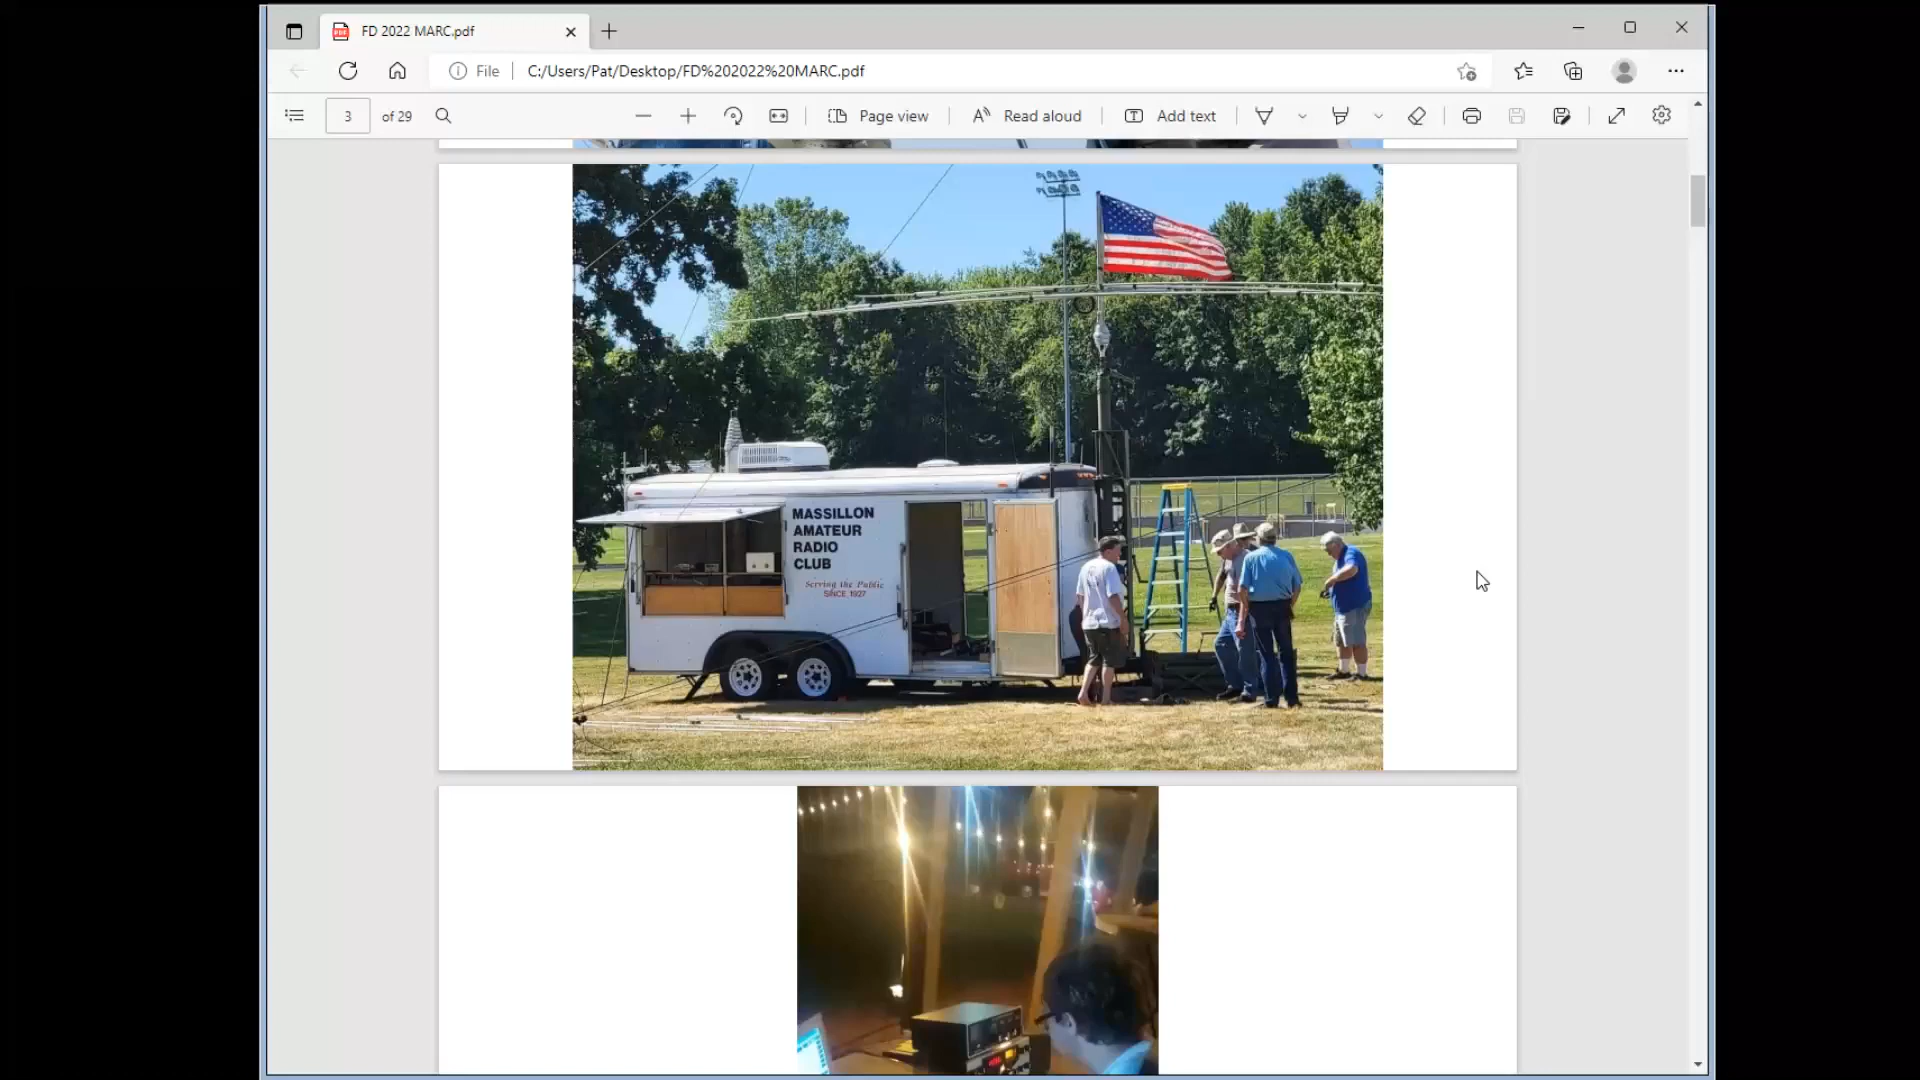 FD 2022 MARC.pdf
File
C:/Users/Pat/Desktop/FD%202022%20MARC.pdf
3 of 29
Page view
Read aloud
Add text
MASSILLON
AMATEUR
RADIO
CLUB
Serving the Public
SINCE 1927